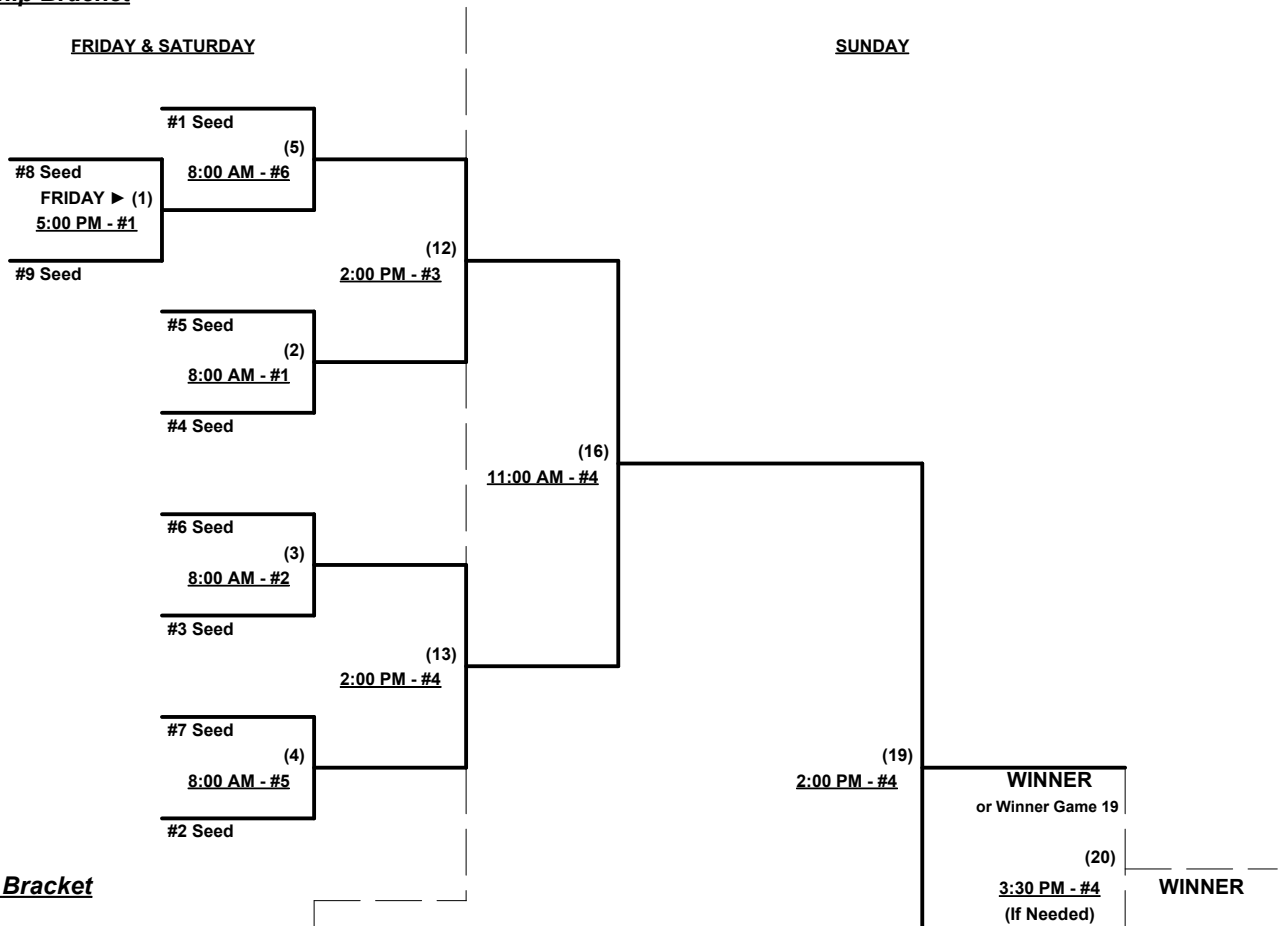 Bracket
FRIDAY & SATURDAY
SUNDAY
#1 Seed
(5)
8:00 AM - #6
#8 Seed
FRIDAY ► (1)
5:00 PM - #1
#9 Seed
(12)
2:00 PM - #3
#5 Seed
(2)
8:00 AM - #1
#4 Seed
(16)
11:00 AM - #4
#6 Seed
(3)
8:00 AM - #2
#3 Seed
(13)
2:00 PM - #4
#7 Seed
(4)
8:00 AM - #5
#2 Seed
(19)
2:00 PM - #4
WINNER
or Winner Game 19
(20)
3:30 PM - #4
(If Needed)
WINNER
Bracket